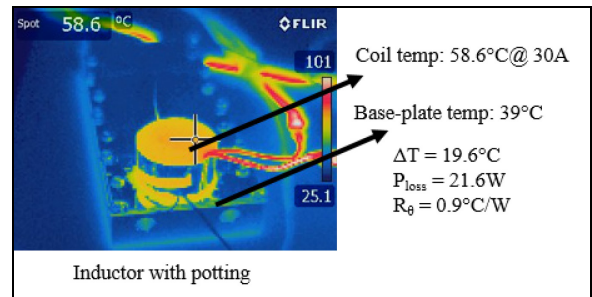 Spot 58.6 °C
FLIR
101
25.1
Coil temp: 58.6°C@ 30A
Base-plate temp: 39°C
ΔT = 19.6°C
Ploss = 21.6W
Rθ = 0.9°C/W
Inductor with potting